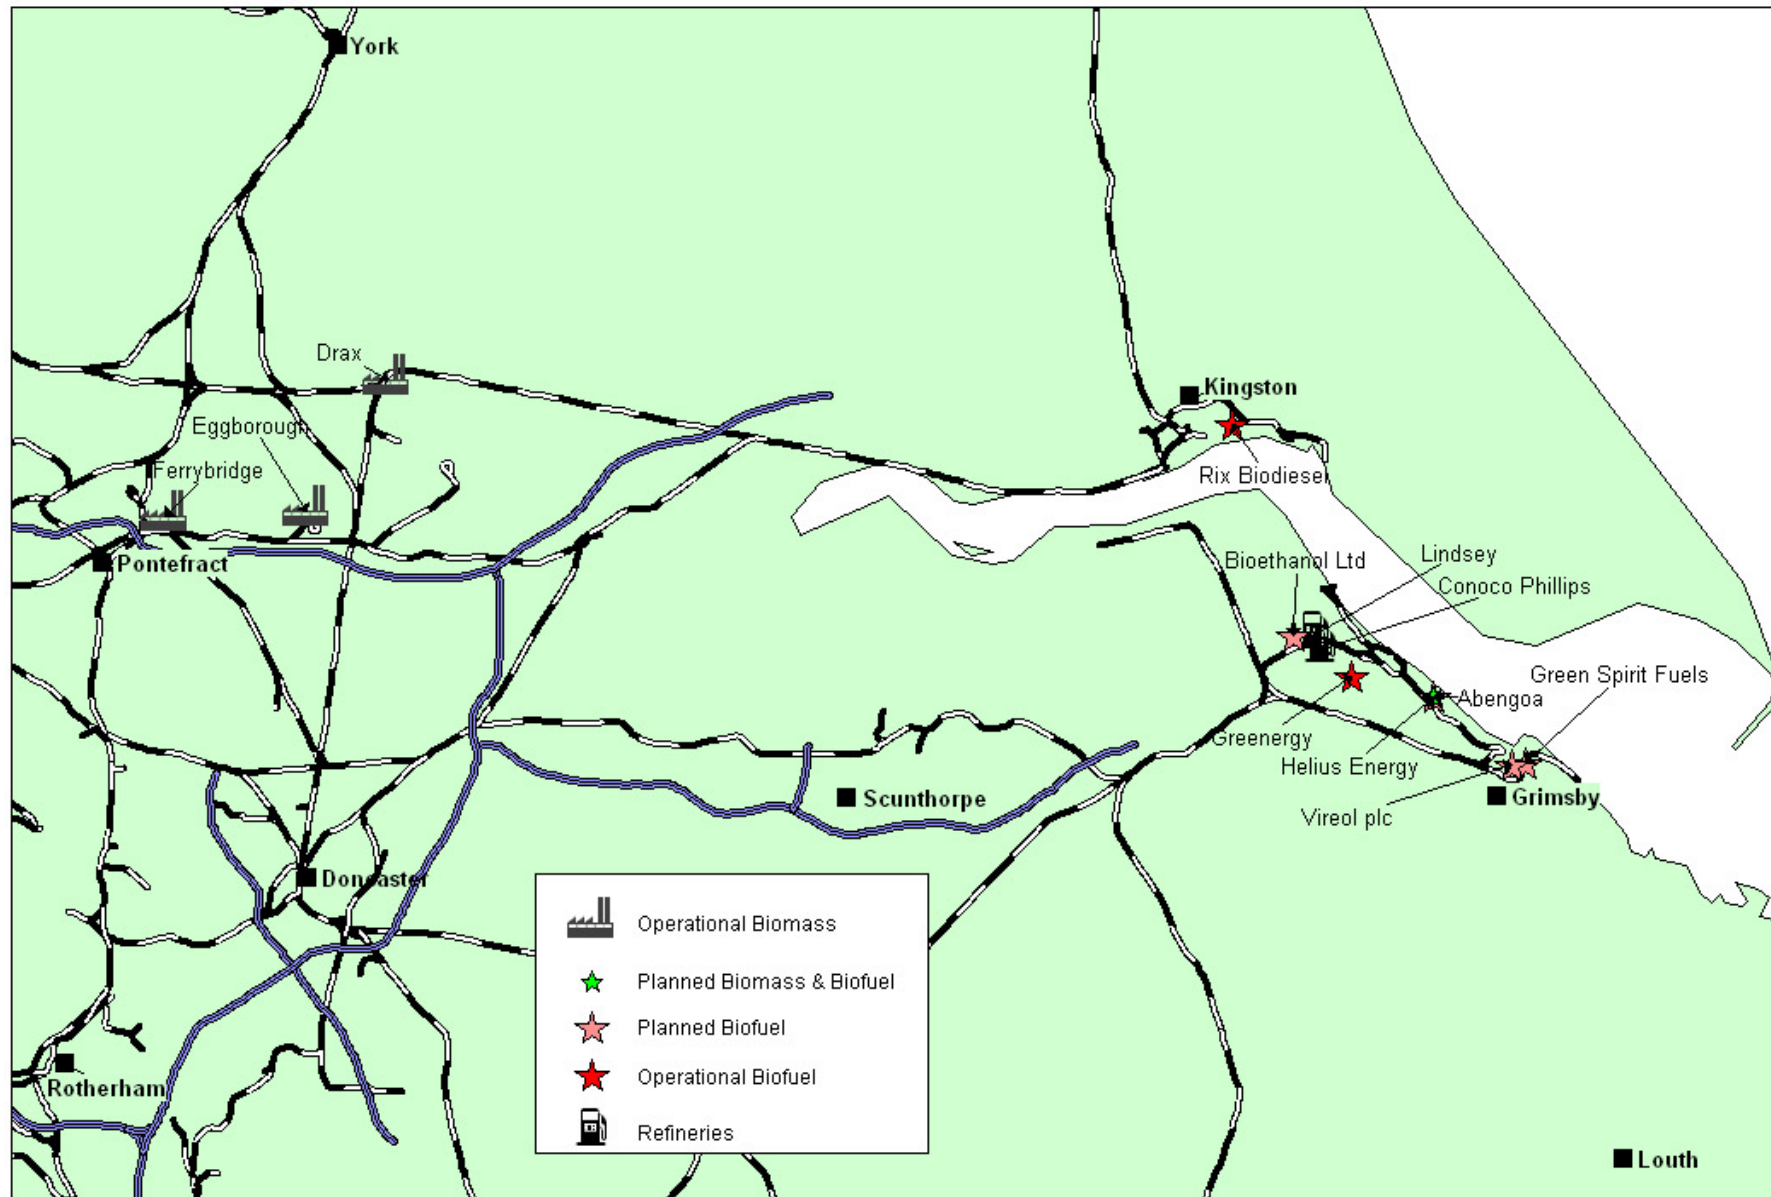 York
Drax
Kingston
Eggborough
Ferrybridge
Rix Biodiesel
Pontefract
Bioethanol Ltd
Lindsey
Conoco Phillips
Green Spirit Fuels
Abengoa
Greenergy
Helius Energy
Scunthorpe
Grimsby
Vireol plc
Doncaster
Operational Biomass
Planned Biomass & Biofuel
Planned Biofuel
Operational Biofuel
Refineries
Rotherham
Louth